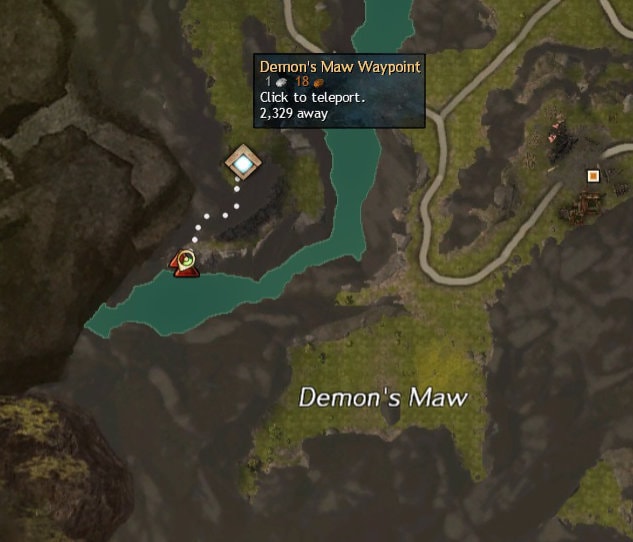 Demon's Maw Waypoint
1 18
Click to teleport.
2,329 away
Demon's Maw